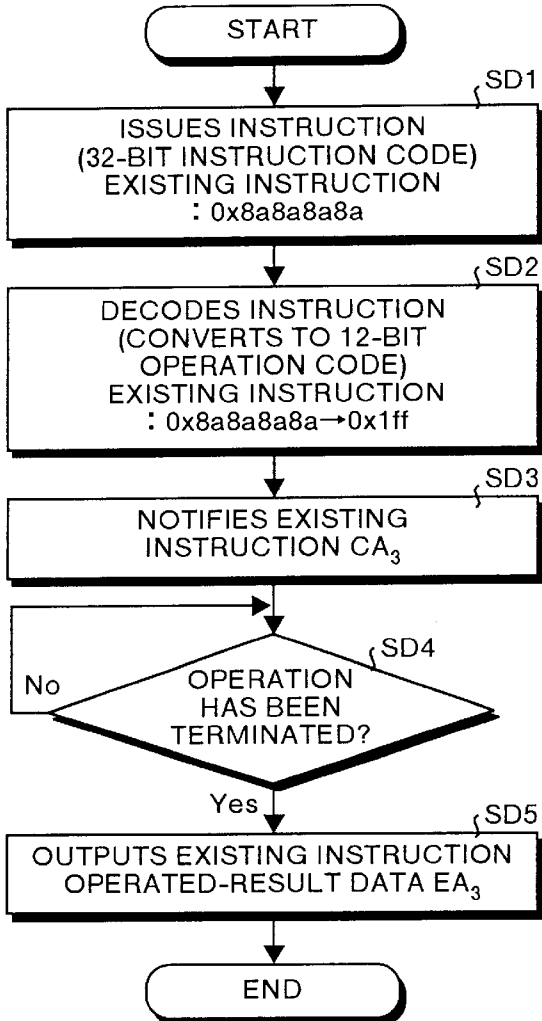 START
SD1
ISSUES INSTRUCTION
(32-BIT INSTRUCTION CODE)
EXISTING INSTRUCTION
: 0x8a8a8a8a
SD2
DECODES INSTRUCTION
(CONVERTS TO 12-BIT
OPERATION CODE)
EXISTING INSTRUCTION
: 0x8a8a8a8a→0x1ff
SD3
NOTIFIES EXISTING
INSTRUCTION CA₃
SD4
No
OPERATION
HAS BEEN
TERMINATED?
Yes
SD5
OUTPUTS EXISTING INSTRUCTION
OPERATED-RESULT DATA EA₃
END